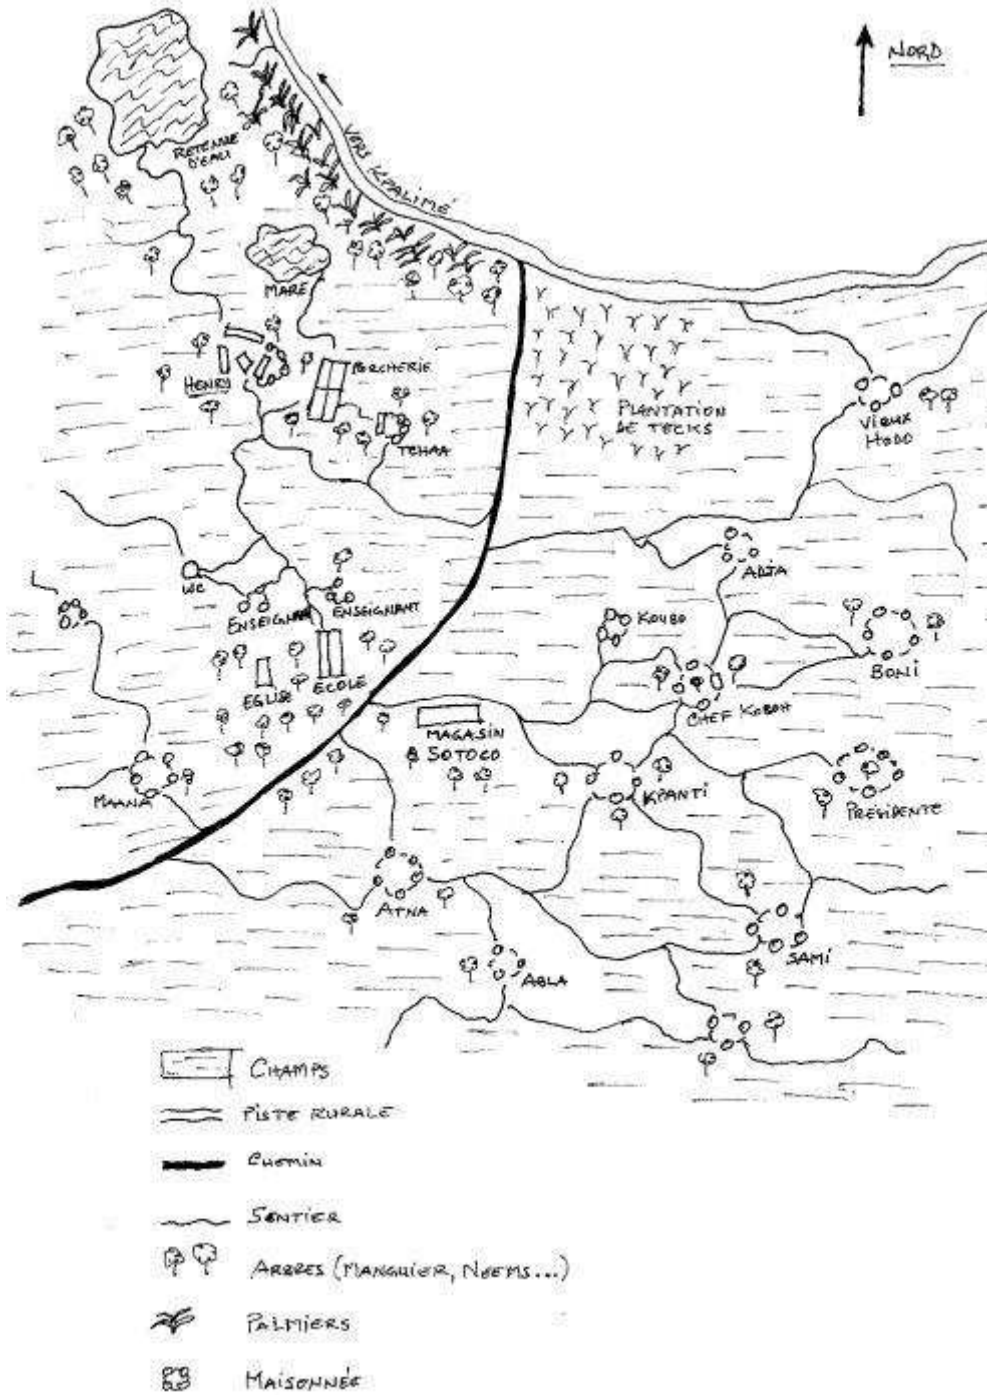 NORD
RETENUE
D'EAU
VERS KPALIMÉ
MARE
HENRY
PORCHERIE
TCHAA
PLANTATION
DE TECKS
VIEUX
HODO
ADJA
WC
ENSEIGNANT
ENSEIGNANT
KOUBO
BONI
EGLISE
ECOLE
CHEF KOBOH
MAGASIN
SOTOCO
MAANA
KPANTI
PRESIDENTE
ATNA
SAMI
ABLA
CHAMPS
PISTE RURALE
CHEMIN
SENTIER
ARBRES (MANGUIER, NEEMS...)
PALMIERS
MAISONNÉE